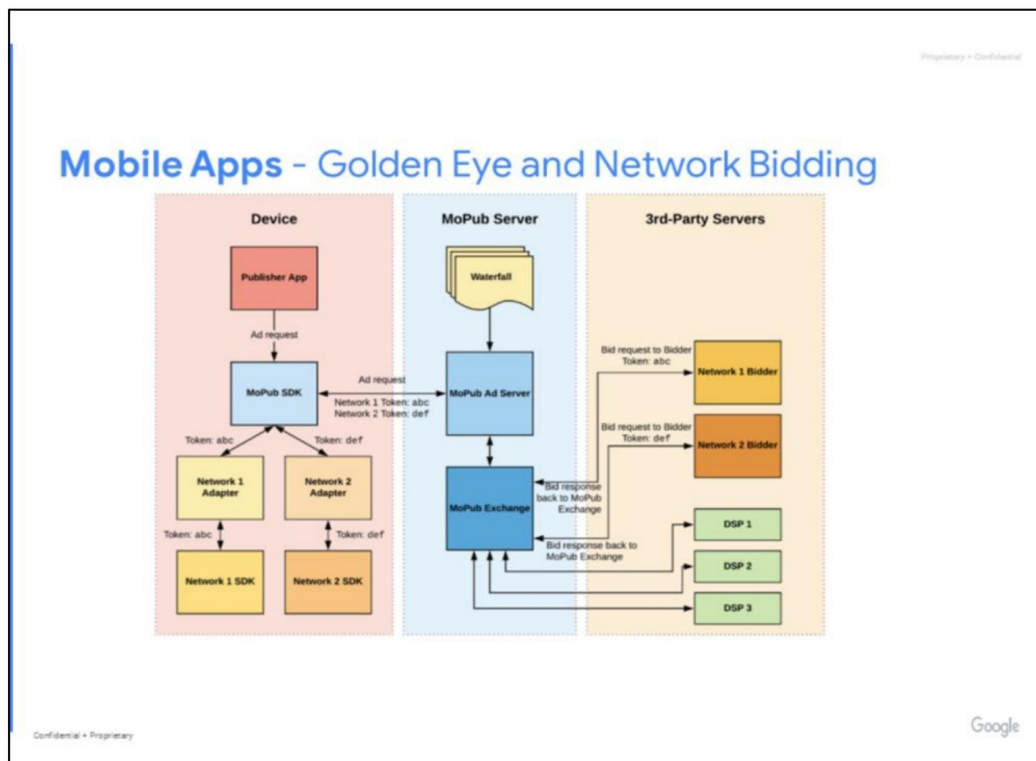 Proprietary + Confidential
Mobile Apps - Golden Eye and Network Bidding
Device
Publisher App
Ad request
MoPub SDK
Token: abc
Token: def
Network 1
Adapter
Network 2
Adapter
Token: abc
Token: def
Network 1 SDK
Network 2 SDK
Ad request
Network 1 Token: abc
Network 2 Token: def
MoPub Server
Waterfall
MoPub Ad Server
MoPub Exchange
3rd-Party Servers
Bid request to Bidder
Token: abc
Network 1 Bidder
Bid request to Bidder
Token: def
Network 2 Bidder
Bid response
back to MoPub
Exchange
Bid response back to
MoPub Exchange
DSP 1
DSP 2
DSP 3
Confidential + Proprietary
Google